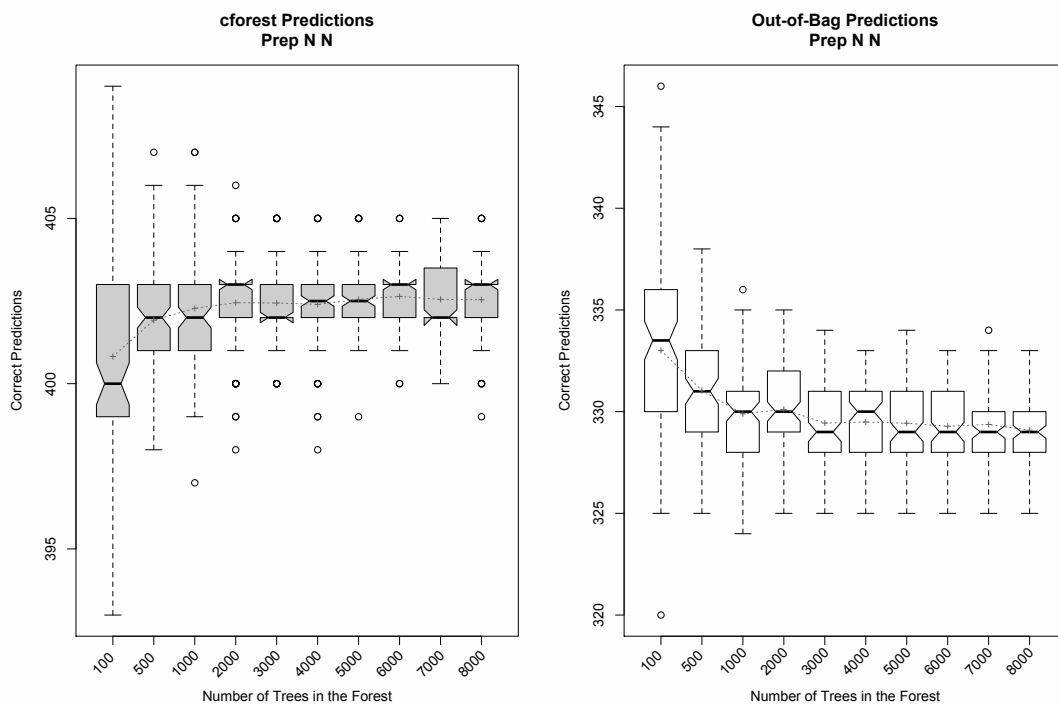 cforest Predictions
Prep N N
Correct Predictions
405
400
395
100 500 1000 2000 3000 4000 5000 6000 7000 8000
Number of Trees in the Forest
Out-of-Bag Predictions
Prep N N
Correct Predictions
345
340
335
330
325
320
100 500 1000 2000 3000 4000 5000 6000 7000 8000
Number of Trees in the Forest